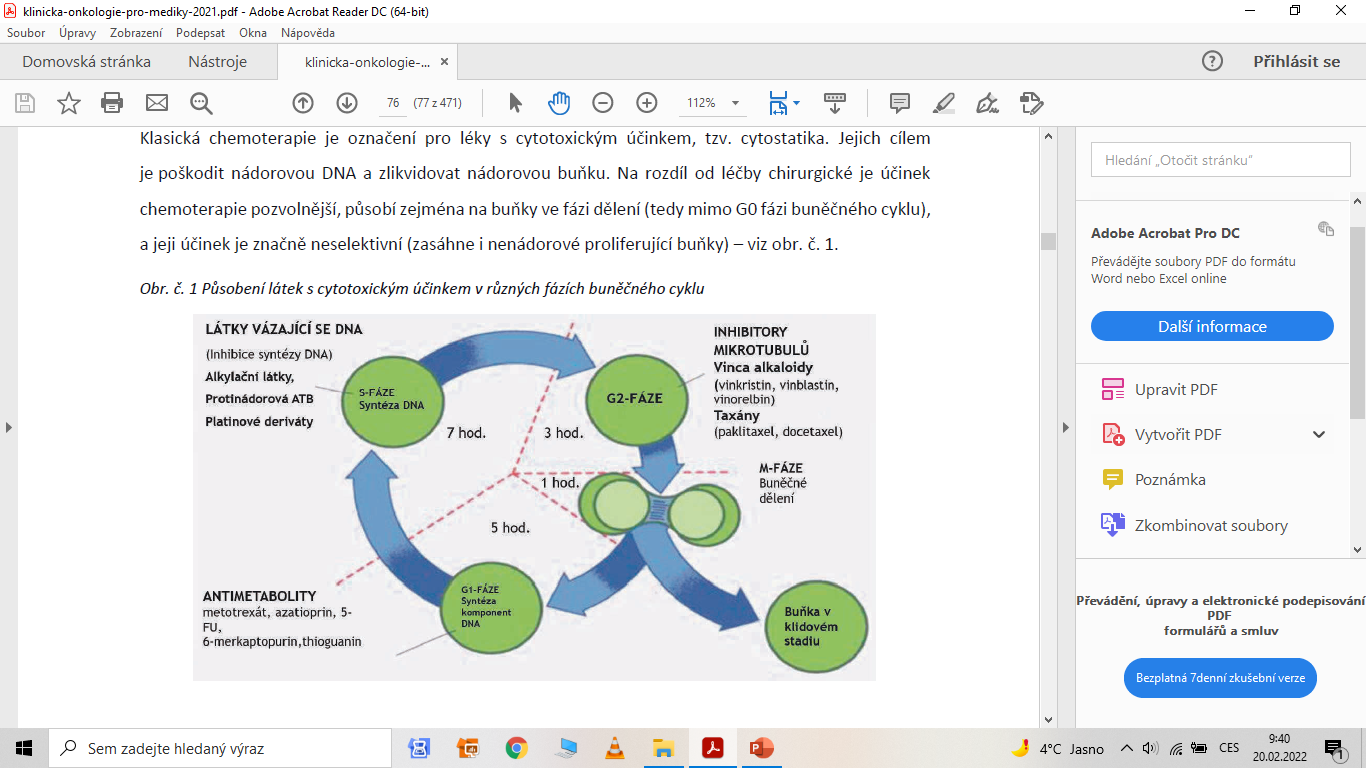 klinicka-onkologie-pro-mediky-2021.pdf - Adobe Acrobat Reader DC (64-bit)
Soubor Úpravy Zobrazení Podepsat Okna Nápověda
Domovská stránka Nástroje klinicka-onkologie-... × Přihlásit se
76 (77 z 471) 112%
Klasická chemoterapie je označení pro léky s cytotoxickým účinkem, tzv. cytostatika. Jejich cílem
je poškodit nádorovou DNA a zlikvidovat nádorovou buňku. Na rozdíl od léčby chirurgické je účinek
chemoterapie pozvolnější, působí zejména na buňky ve fázi dělení (tedy mimo G0 fázi buněčného cyklu),
a jeji účinek je značně neselektivní (zasáhne i nenádorové proliferující buňky) – viz obr. č. 1.
Obr. č. 1 Působení látek s cytotoxickým účinkem v různých fázích buněčného cyklu
LÁTKY VÁZAJÍCÍ SE DNA
(Inhibice syntézy DNA)
Alkylační látky,
Protinádorová ATB
Platinové deriváty
S-FÁZE
Syntéza DNA
7 hod.
3 hod.
G2-FÁZE
INHIBITORY
MIKROTUBULŮ
Vinca alkaloidy
(vinkristin, vinblastin,
vinorelbin)
Taxány
(paklitaxel, docetaxel)
1 hod.
M-FÁZE
Buněčné
dělení
5 hod.
ANTIMETABOLITY
metotrexát, azatioprin, 5-
FU,
6-merkaptopurin,thioguanin
G1-FÁZE
Syntéza
komponent
DNA
Buňka v
klidovém
stadiu
Hledání „Otočit stránku“
Adobe Acrobat Pro DC
Převádějte soubory PDF do formátu
Word nebo Excel online
Další informace
Upravit PDF
Vytvořit PDF
Poznámka
Zkombinovat soubory
Převádění, úpravy a elektronické podepisování
PDF
formulářů a smluv
Bezplatná 7denní zkušební verze
Sem zadejte hledaný výraz
4°C Jasno
CES
9:40
20.02.2022
1